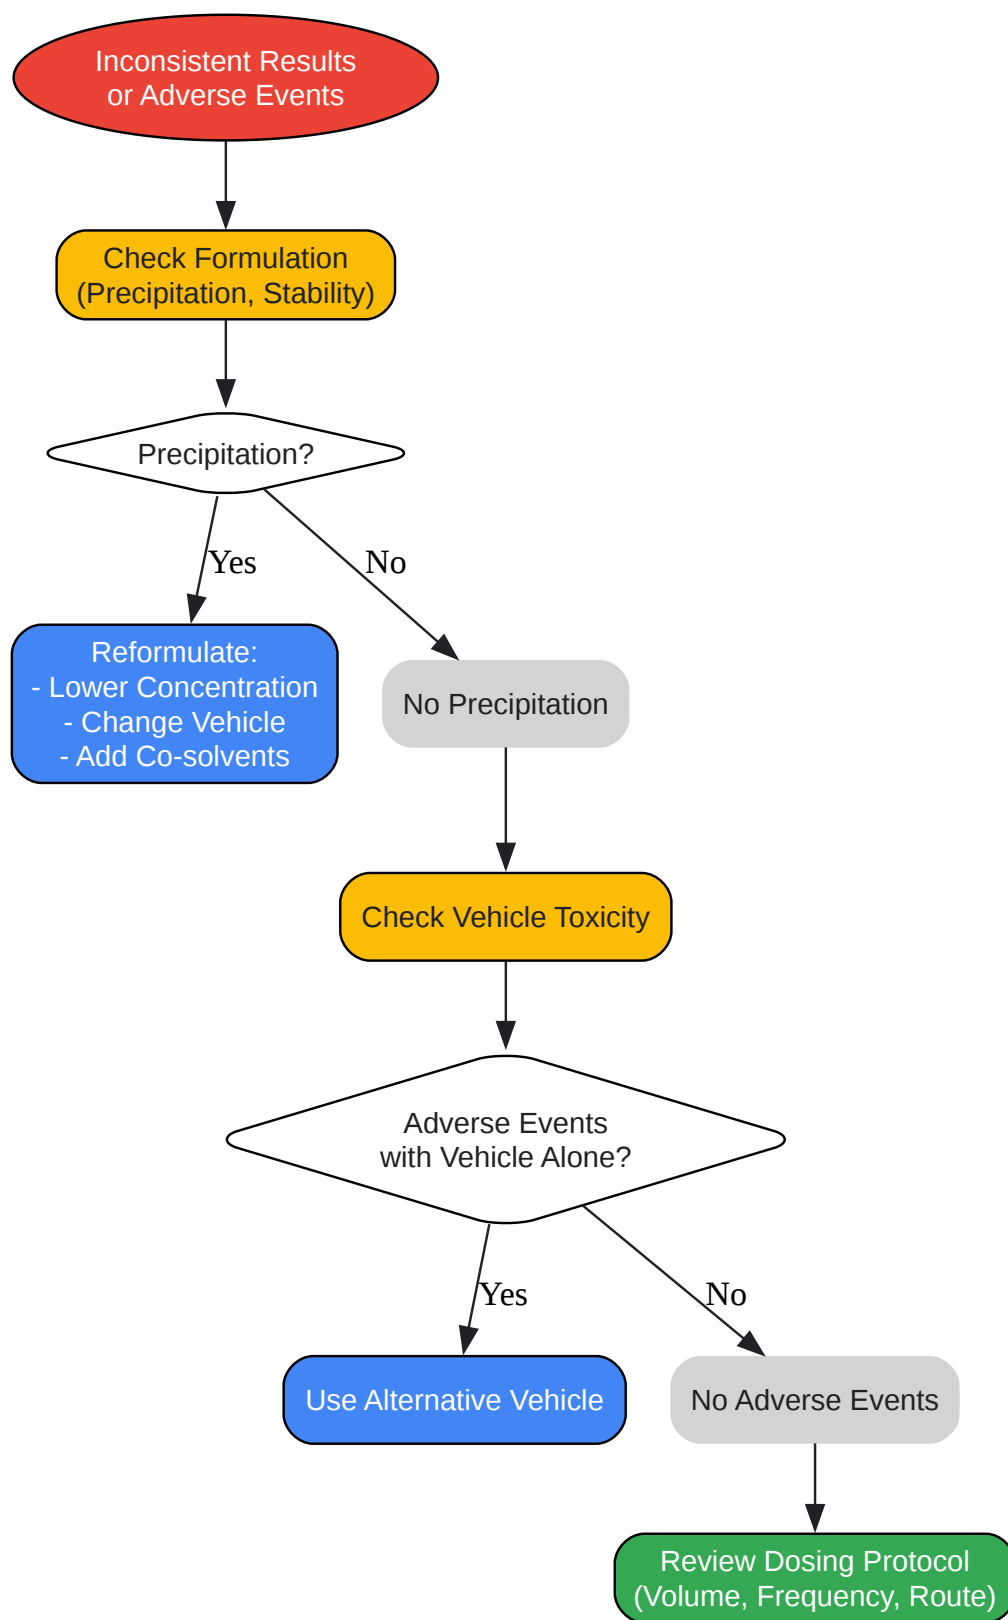 Inconsistent Results
or Adverse Events
Check Formulation
(Precipitation, Stability)
Precipitation?
Yes
No
Reformulate:
- Lower Concentration
- Change Vehicle
- Add Co-solvents
No Precipitation
Check Vehicle Toxicity
Adverse Events
with Vehicle Alone?
Yes
No
Use Alternative Vehicle
No Adverse Events
Review Dosing Protocol
(Volume, Frequency, Route)